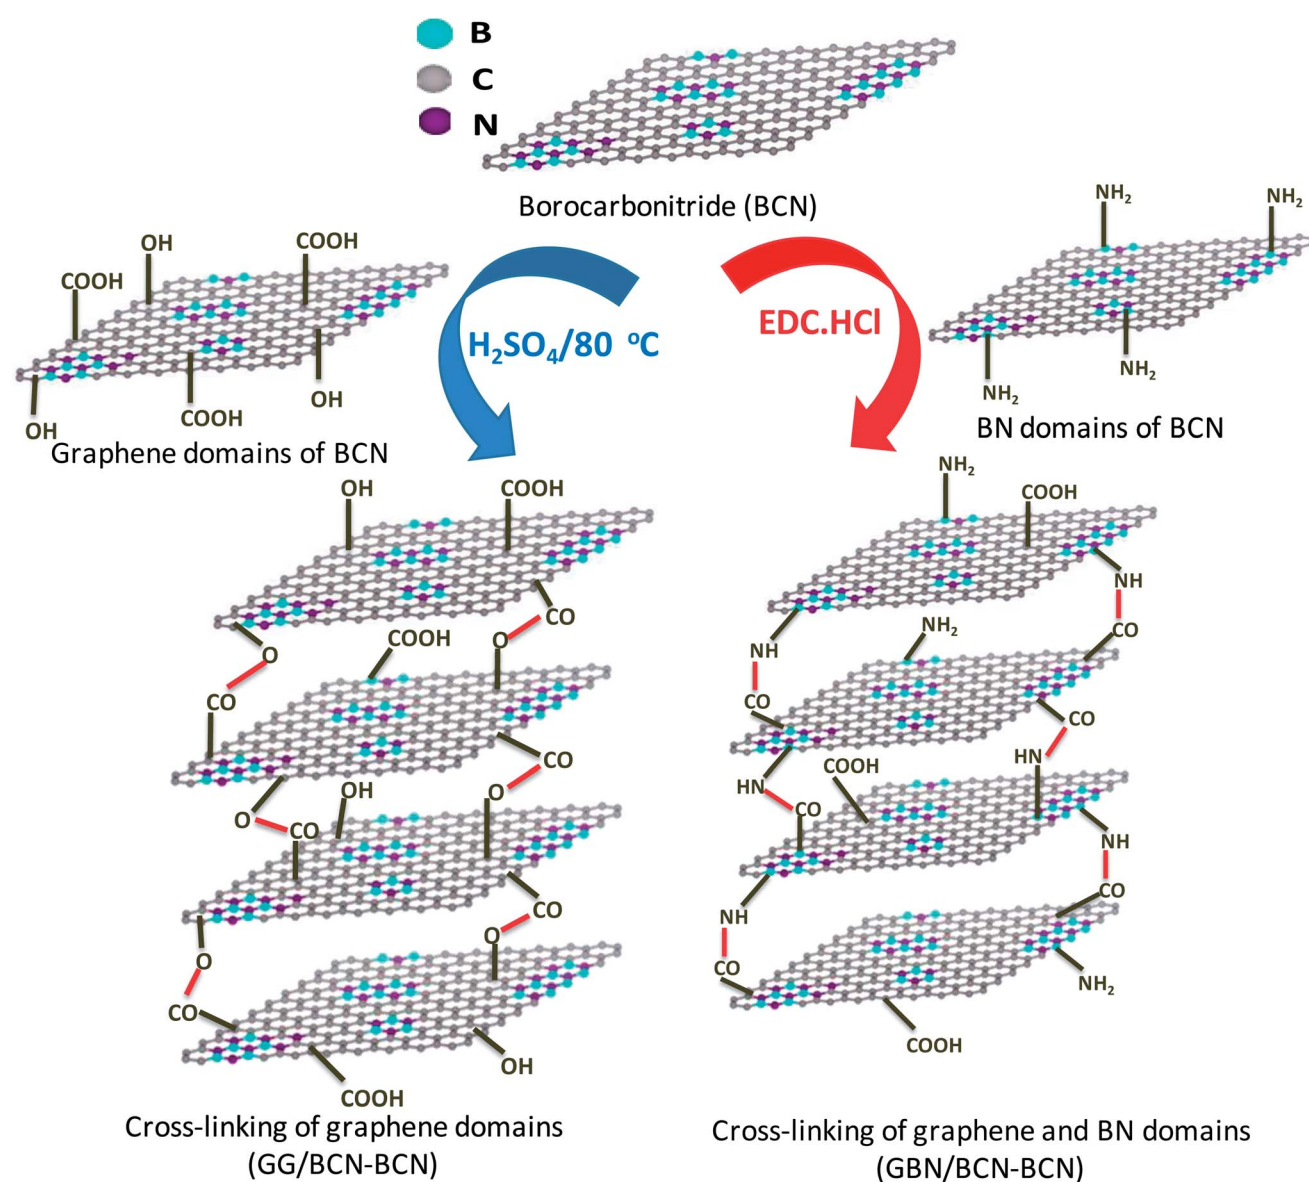 B
C
N
Borocarbonitride (BCN)
OH
COOH
COOH
OH
COOH
OH
Graphene domains of BCN
H₂SO₄/80 ᵒC
EDC.HCl
NH₂
NH₂
NH₂
NH₂
BN domains of BCN
OH
COOH
CO
O
O
COOH
CO
CO
O
OH
O
CO
CO
O
O
CO
OH
COOH
Cross-linking of graphene domains
(GG/BCN-BCN)
NH₂
COOH
NH
CO
NH₂
NH
CO
CO
HN
COOH
HN
CO
NH
CO
NH
CO
NH₂
COOH
Cross-linking of graphene and BN domains
(GBN/BCN-BCN)